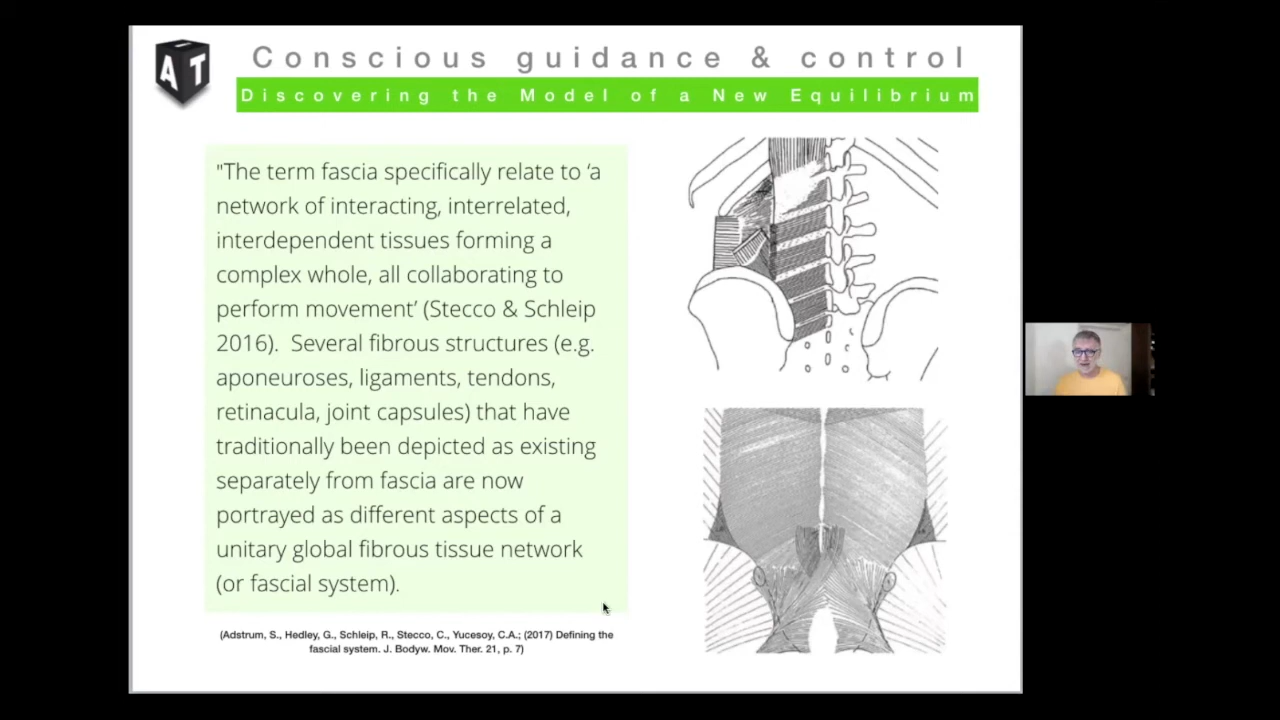 A T
Conscious guidance & control
Discovering the Model of a New Equilibrium
"The term fascia specifically relate to ‘a
network of interacting, interrelated,
interdependent tissues forming a
complex whole, all collaborating to
perform movement’ (Stecco & Schleip
2016).  Several fibrous structures (e.g.
aponeuroses, ligaments, tendons,
retinacula, joint capsules) that have
traditionally been depicted as existing
separately from fascia are now
portrayed as different aspects of a
unitary global fibrous tissue network
(or fascial system).
(Adstrum, S., Hedley, G., Schleip, R., Stecco, C., Yucesoy, C.A.; (2017) Defining the
fascial system. J. Bodyw. Mov. Ther. 21, p. 7)